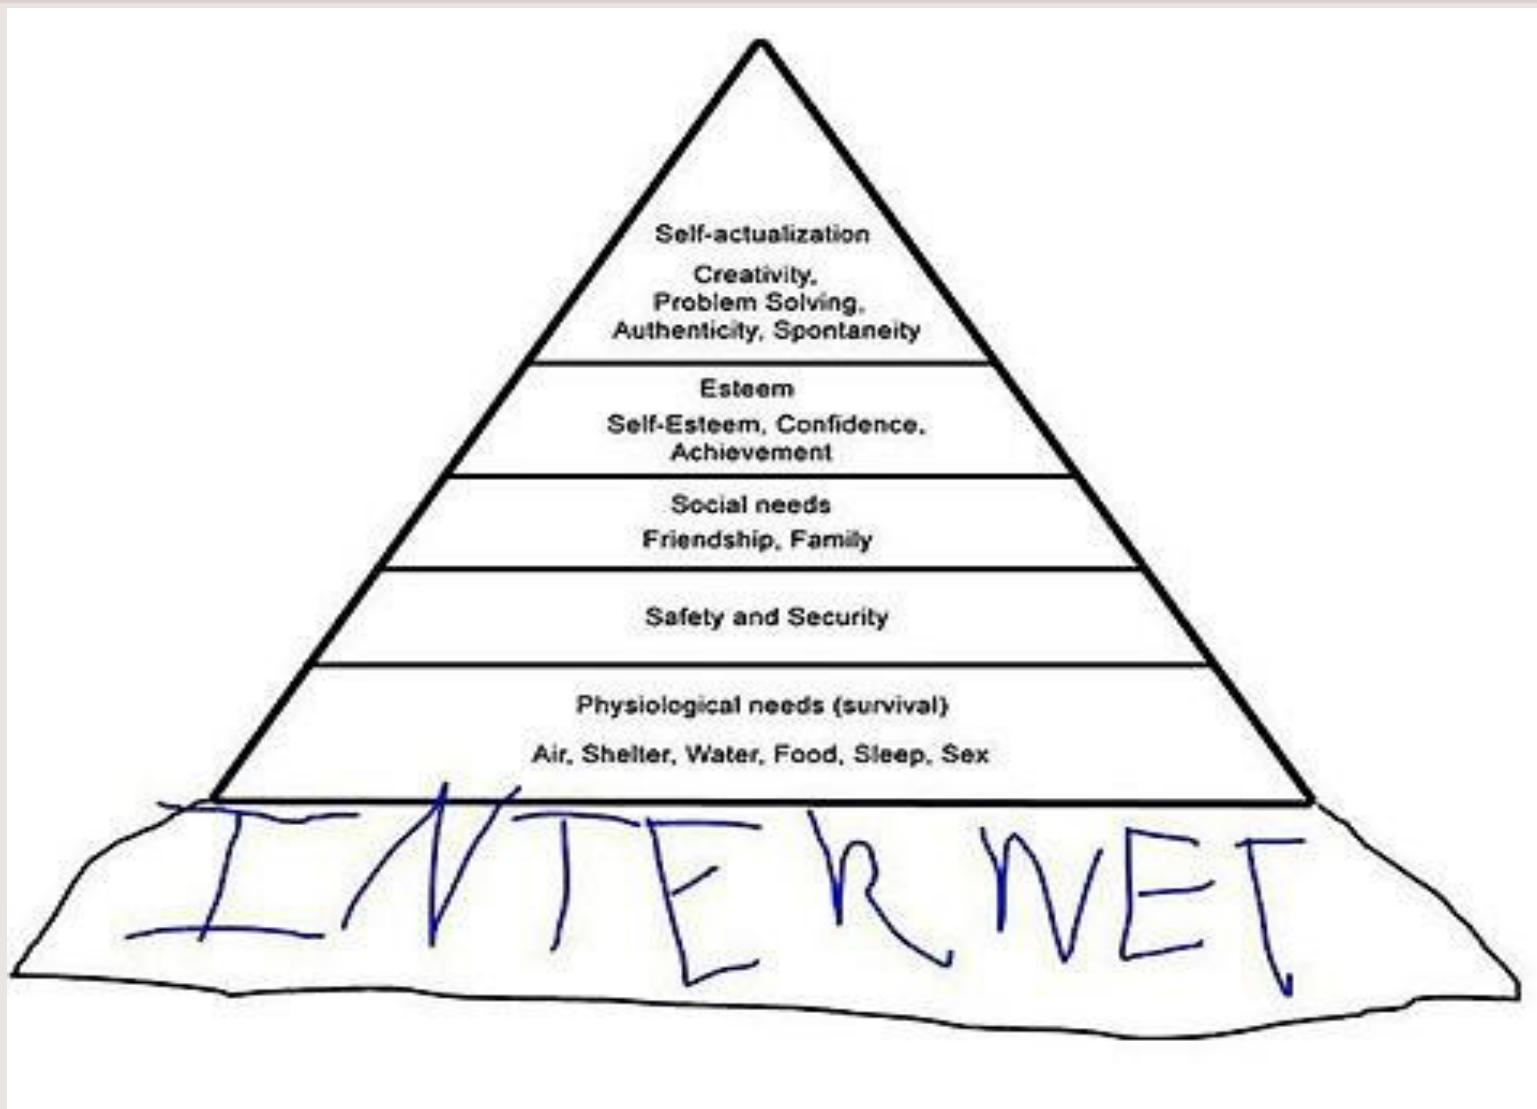 Self-actualization
Creativity,
Problem Solving,
Authenticity, Spontaneity
Esteem
Self-Esteem, Confidence,
Achievement
Social needs
Friendship, Family
Safety and Security
Physiological needs (survival)
Air, Shelter, Water, Food, Sleep, Sex
INTERNET